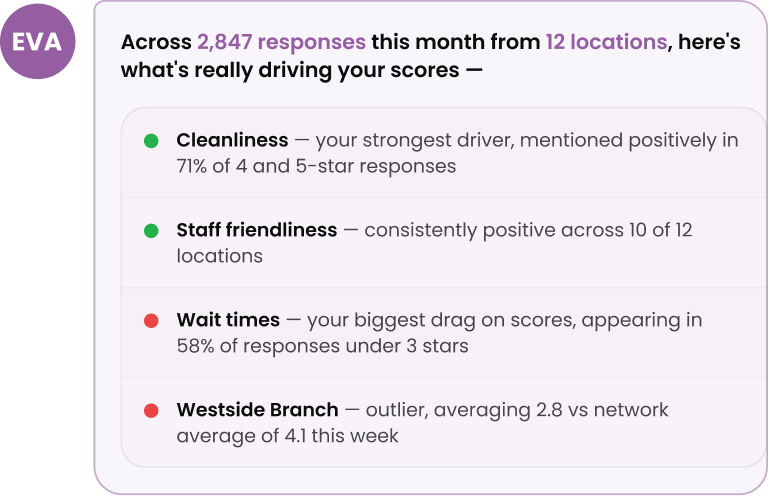 EVA
Across 2,847 responses this month from 12 locations, here's
what's really driving your scores —
Cleanliness — your strongest driver, mentioned positively in
71% of 4 and 5-star responses
Staff friendliness — consistently positive across 10 of 12
locations
Wait times — your biggest drag on scores, appearing in
58% of responses under 3 stars
Westside Branch — outlier, averaging 2.8 vs network
average of 4.1 this week